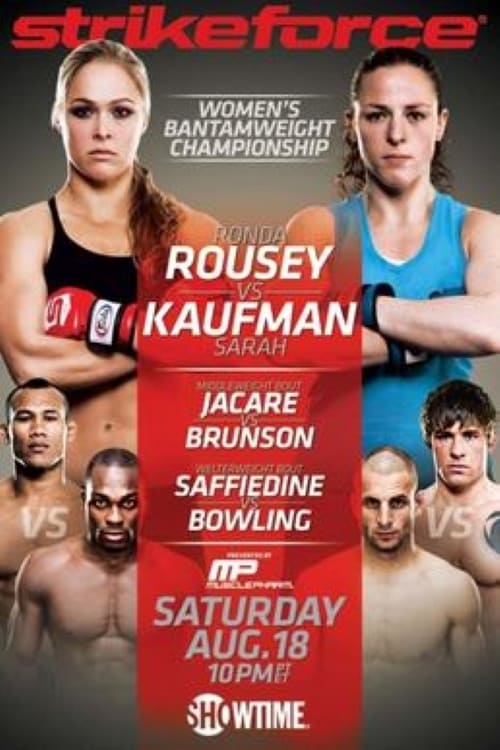 strikeforce
WOMEN'S
BANTAMWEIGHT
CHAMPIONSHIP
RONDA
ROUSEY
VS
KAUFMAN
SARAH
MIDDLEWEIGHT BOUT
JACARE
VS
BRUNSON
WELTERWEIGHT BOUT
SAFFIEDINE
VS
BOWLING
VS
VS
PRESENTED BY
MP
MUSCLEPHARM
SATURDAY
AUG.18
10PM ET
PT
SHOWTIME